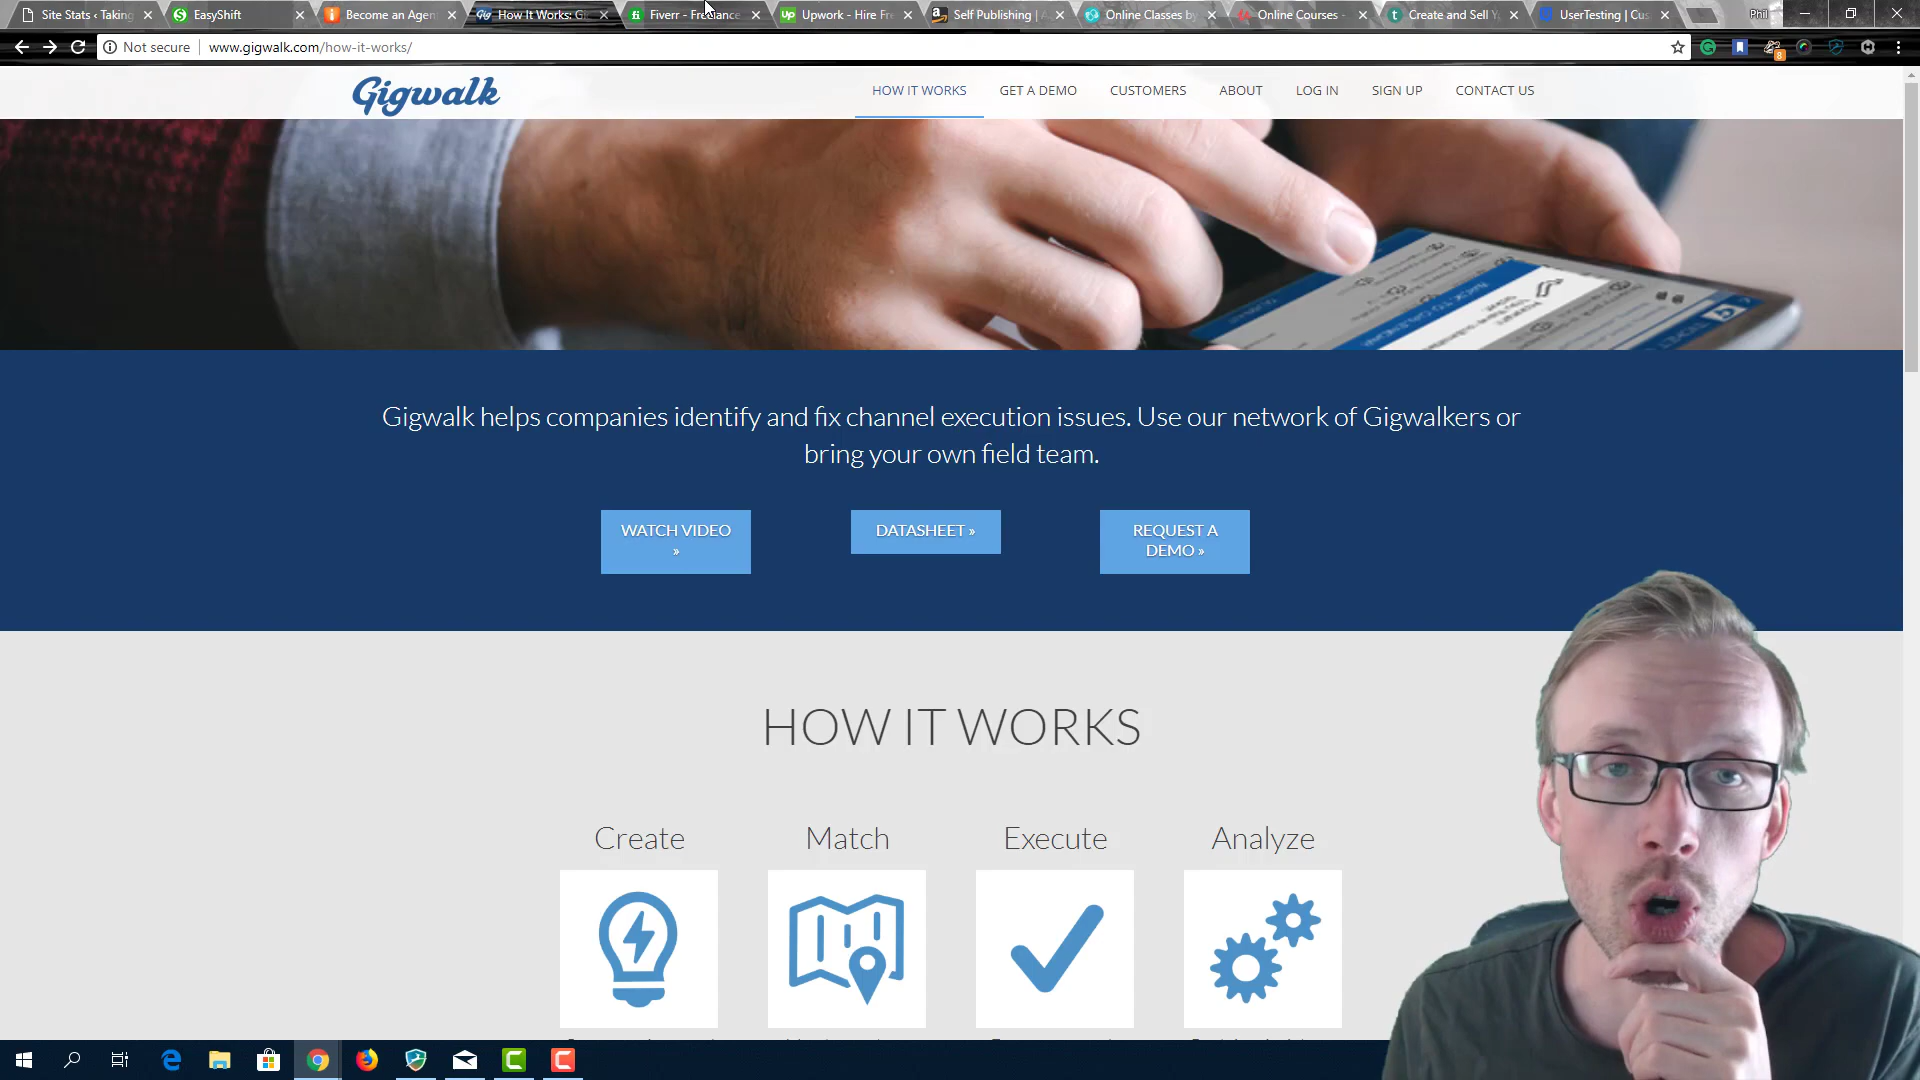 Site Stats ‹ Taking
EasyShift
Become an Agen
How It Works: G
Fiverr - Freelance
Upwork - Hire Fre
Self Publishing | A
Online Classes by
Online Courses -
Create and Sell Y
UserTesting | Cus
Phil
Not secure
www.gigwalk.com/how-it-works/
8
Gigwalk
HOW IT WORKS
GET A DEMO
CUSTOMERS
ABOUT
LOG IN
SIGN UP
CONTACT US
Gigwalk helps companies identify and fix channel execution issues. Use our network of Gigwalkers or
bring your own field team.
WATCH VIDEO
»
DATASHEET »
REQUEST A
DEMO »
HOW IT WORKS
Create
Match
Execute
Analyze